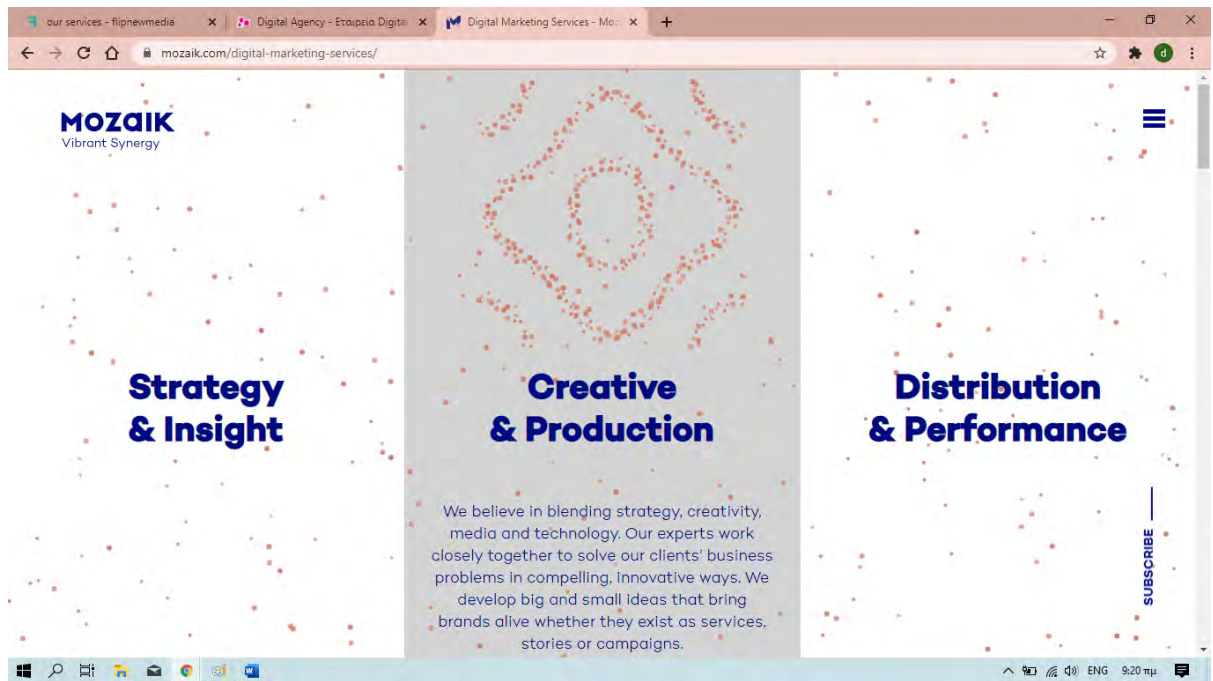 our services - flipnewmedia
Digital Agency - Εταιρεία Digita
Digital Marketing Services - Moz
mozaik.com/digital-marketing-services/
d
MOZAIK
Vibrant Synergy
Strategy
& Insight
Creative
& Production
Distribution
& Performance
We believe in blending strategy, creativity,
media and technology. Our experts work
closely together to solve our clients' business
problems in compelling, innovative ways. We
develop big and small ideas that bring
brands alive whether they exist as services,
stories or campaigns.
SUBSCRIBE
ENG
9:20 πμ